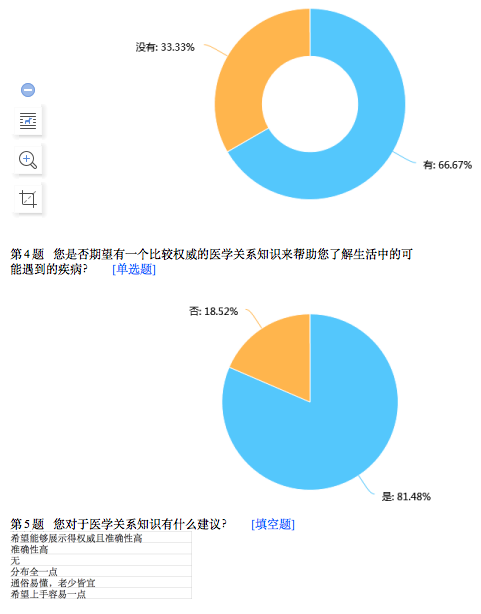 没有: 33.33%
有: 66.67%
第4题 您是否期望有一个比较权威的医学关系知识来帮助您了解生活中的可
能遇到的疾病? [单选题]
否: 18.52%
是: 81.48%
第5题 您对于医学关系知识有什么建议? [填空题]
希望能够展示得权威且准确性高
准确性高
无
分布全一点
通俗易懂，老少皆宜
希望上手容易一点